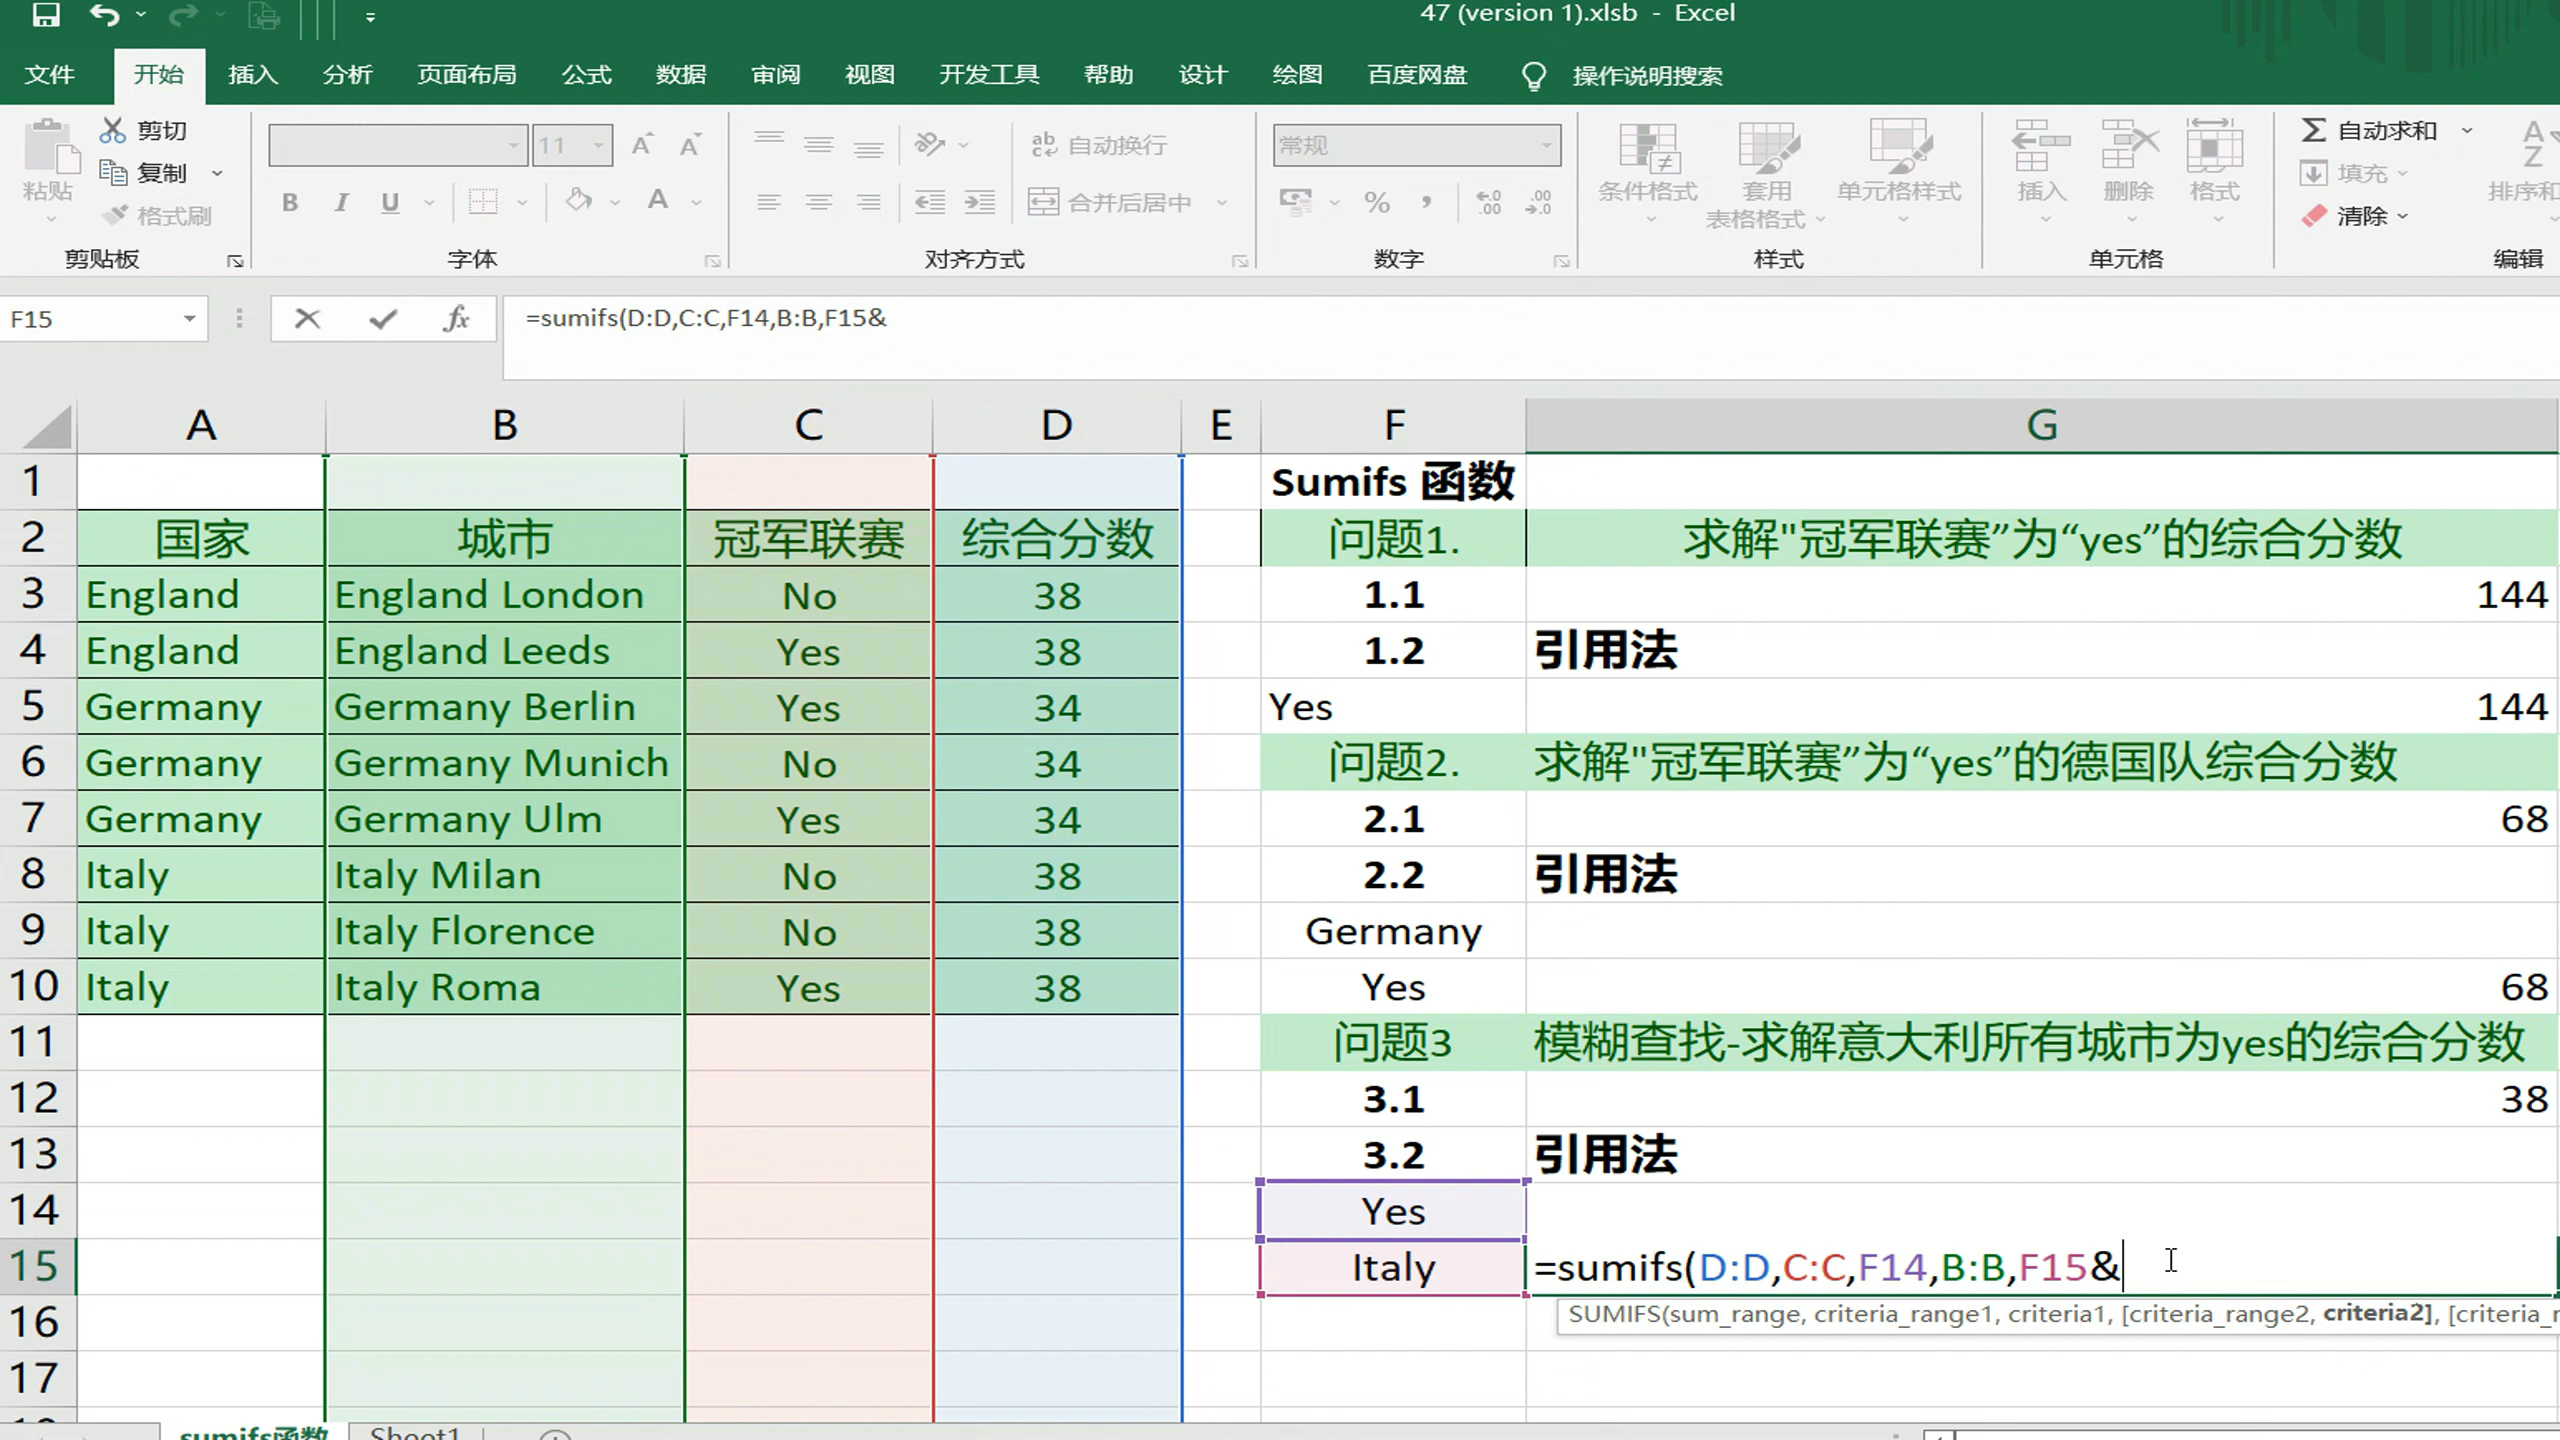 47 (version 1).xlsb - Excel
文件 开始 插入 分析 页面布局 公式 数据 审阅 视图 开发工具 帮助 设计 绘图 百度网盘 操作说明搜索
粘贴 剪切 复制 格式刷 剪贴板
11 B I U A 字体
自动换行 合并后居中 对齐方式
常规 % 数字
条件格式 套用 表格格式 单元格样式 样式
插入 删除 格式 单元格
自动求和 填充 清除 排序和 编辑
F15 fx =sumifs(D:D,C:C,F14,B:B,F15&
A B C D E F G
1 Sumifs 函数
2 国家 城市 冠军联赛 综合分数 问题1. 求解"冠军联赛”为“yes”的综合分数
3 England England London No 38 1.1 144
4 England England Leeds Yes 38 1.2 引用法
5 Germany Germany Berlin Yes 34 Yes 144
6 Germany Germany Munich No 34 问题2. 求解"冠军联赛”为“yes”的德国队综合分数
7 Germany Germany Ulm Yes 34 2.1 68
8 Italy Italy Milan No 38 2.2 引用法
9 Italy Italy Florence No 38 Germany
10 Italy Italy Roma Yes 38 Yes 68
11 问题3 模糊查找-求解意大利所有城市为yes的综合分数
12 3.1 38
13 3.2 引用法
14 Yes
15 Italy =sumifs(D:D,C:C,F14,B:B,F15&
SUMIFS(sum_range, criteria_range1, criteria1, [criteria_range2, criteria2], [criteria_r
16
17
sumifs函数 Sheet1